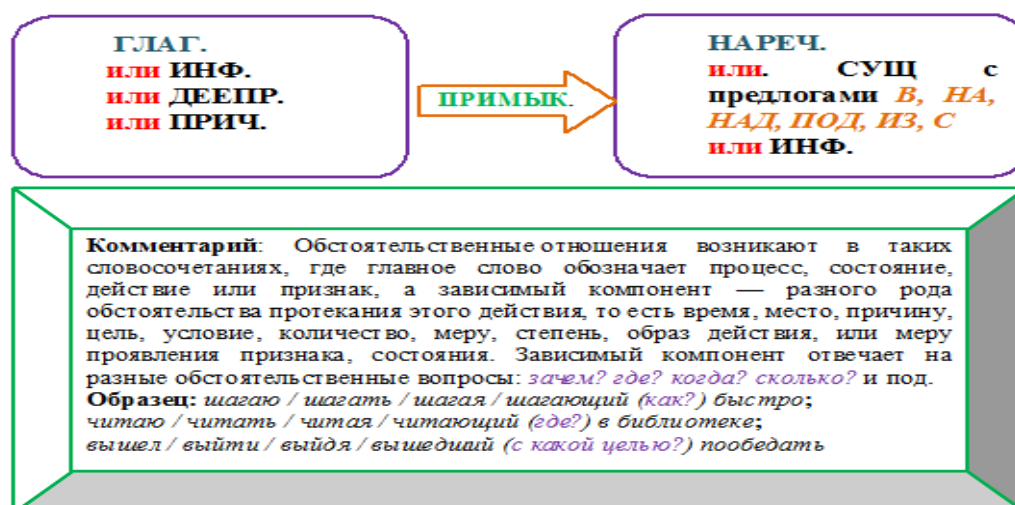 ГЛАГ.
или ИНФ.
или ДЕЕПР.
или ПРИЧ.
ПРИМЫК.
НАРЕЧ.
или. СУЩ с
предлогами В, НА,
НАД, ПОД, ИЗ, С
или ИНФ.
Комментарий: Обстоятельственные отношения возникают в таких
словосочетаниях, где главное слово обозначает процесс, состояние,
действие или признак, а зависимый компонент — разного рода
обстоятельства протекания этого действия, то есть время, место, причину,
цель, условие, количество, меру, степень, образ действия, или меру
проявления признака, состояния. Зависимый компонент отвечает на
разные обстоятельственные вопросы: зачем? где? когда? сколько? и под.
Образец: шагаю / шагать / шагая / шагающий (как?) быстро;
читаю / читать / читая / читающий (где?) в библиотеке;
вышел / выйти / выйдя / вышедший (с какой целью?) пообедать